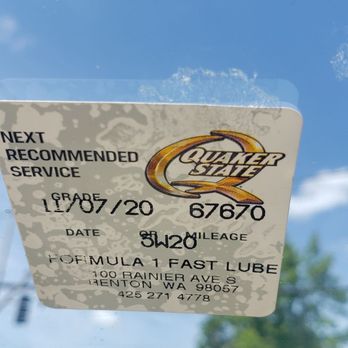 NEXT
RECOMMENDED
SERVICE
QUAKER
STATE
GRADE
11/07/20 67670
DATE OR MILEAGE
5W20
FORMULA 1 FAST LUBE
100 RAINIER AVE S
RENTON WA 98057
425 271 4778